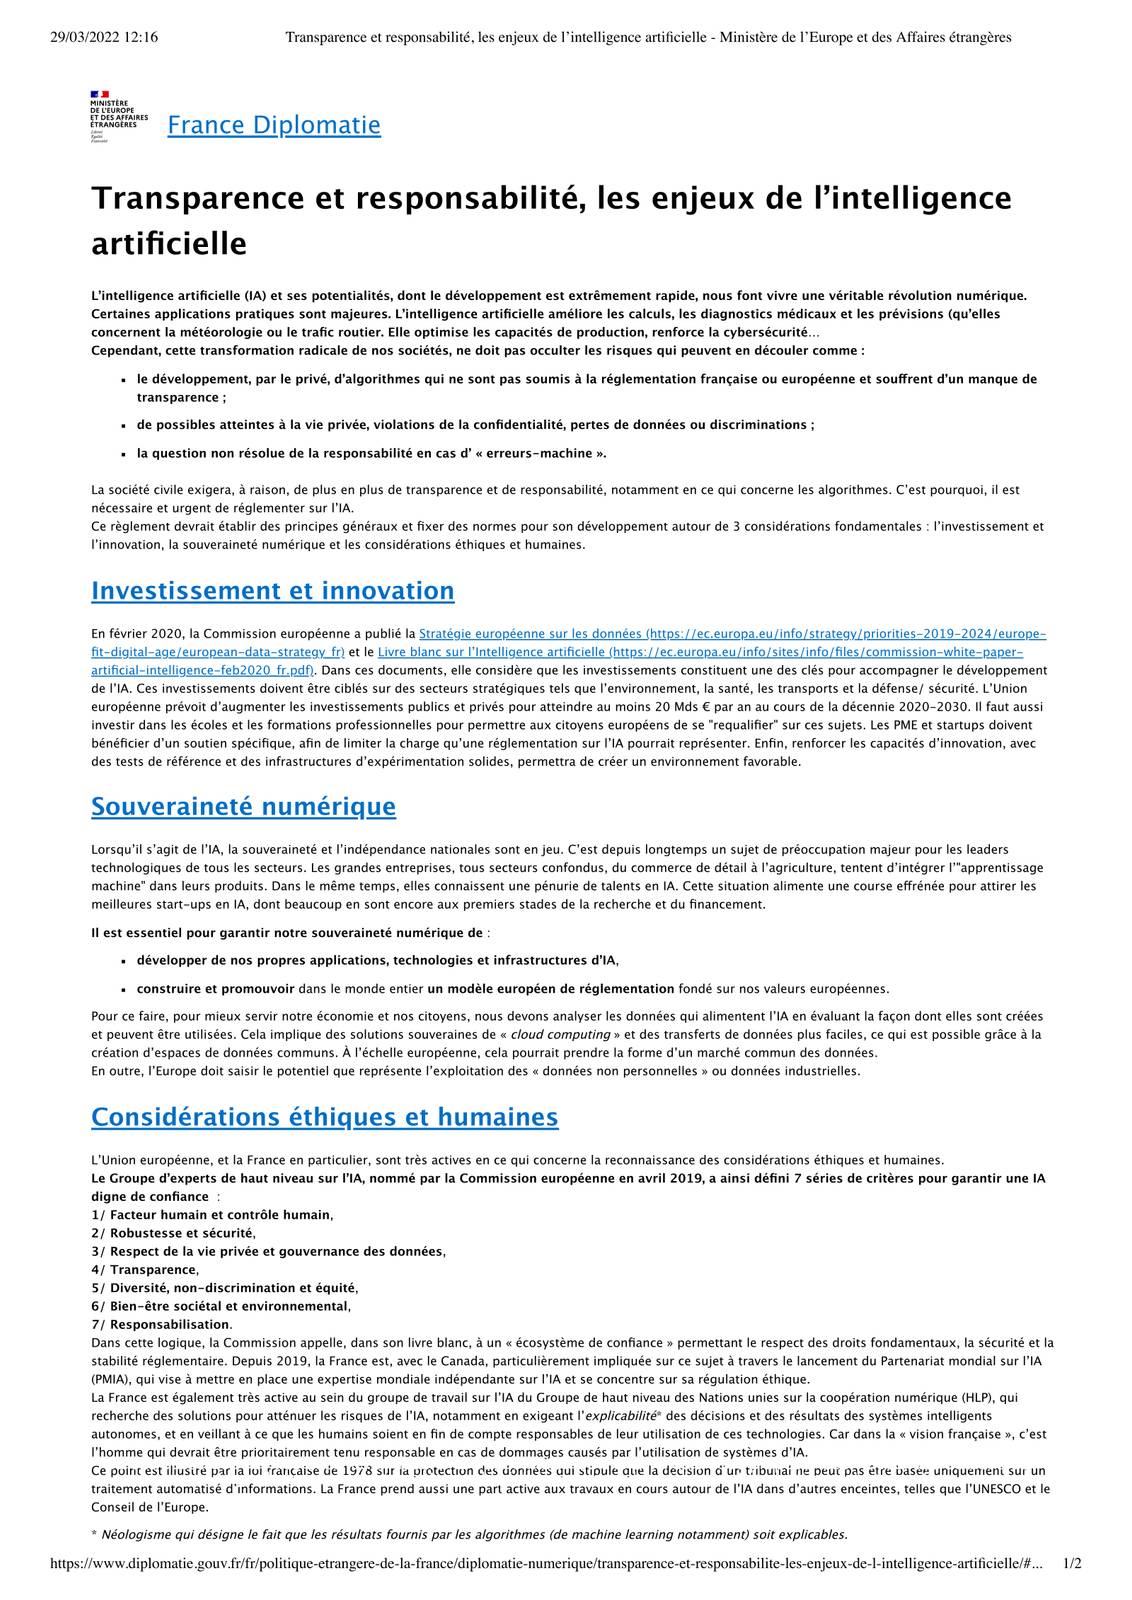 29/03/2022 12:16
Transparence et responsabilité, les enjeux de l'intelligence artificielle - Ministère de l'Europe et des Affaires étrangères
MINISTÈRE
DE L'EUROPE
ET DES AFFAIRES
ÉTRANGÈRES
Liberté
Égalité
Fraternité
France Diplomatie
Transparence et responsabilité, les enjeux de l'intelligence
artificielle
L'intelligence artificielle (IA) et ses potentialités, dont le développement est extrêmement rapide, nous font vivre une véritable révolution numérique.
Certaines applications pratiques sont majeures. L'intelligence artificielle améliore les calculs, les diagnostics médicaux et les prévisions (qu'elles
concernent la météorologie ou le trafic routier. Elle optimise les capacités de production, renforce la cybersécurité…
Cependant, cette transformation radicale de nos sociétés, ne doit pas occulter les risques qui peuvent en découler comme :
▪ le développement, par le privé, d'algorithmes qui ne sont pas soumis à la réglementation française ou européenne et souffrent d'un manque de
transparence ;
▪ de possibles atteintes à la vie privée, violations de la confidentialité, pertes de données ou discriminations ;
▪ la question non résolue de la responsabilité en cas d' « erreurs-machine ».
La société civile exigera, à raison, de plus en plus de transparence et de responsabilité, notamment en ce qui concerne les algorithmes. C'est pourquoi, il est
nécessaire et urgent de réglementer sur l'IA.
Ce règlement devrait établir des principes généraux et fixer des normes pour son développement autour de 3 considérations fondamentales : l'investissement et
l'innovation, la souveraineté numérique et les considérations éthiques et humaines.
Investissement et innovation
En février 2020, la Commission européenne a publié la Stratégie européenne sur les données (https://ec.europa.eu/info/strategy/priorities-2019-2024/europe-
fit-digital-age/european-data-strategy_fr) et le Livre blanc sur l'Intelligence artificielle (https://ec.europa.eu/info/sites/info/files/commission-white-paper-
artificial-intelligence-feb2020_fr.pdf). Dans ces documents, elle considère que les investissements constituent une des clés pour accompagner le développement
de l'IA. Ces investissements doivent être ciblés sur des secteurs stratégiques tels que l'environnement, la santé, les transports et la défense/ sécurité. L'Union
européenne prévoit d'augmenter les investissements publics et privés pour atteindre au moins 20 Mds € par an au cours de la décennie 2020-2030. Il faut aussi
investir dans les écoles et les formations professionnelles pour permettre aux citoyens européens de se "requalifier" sur ces sujets. Les PME et startups doivent
bénéficier d'un soutien spécifique, afin de limiter la charge qu'une réglementation sur l'IA pourrait représenter. Enfin, renforcer les capacités d'innovation, avec
des tests de référence et des infrastructures d'expérimentation solides, permettra de créer un environnement favorable.
Souveraineté numérique
Lorsqu'il s'agit de l'IA, la souveraineté et l'indépendance nationales sont en jeu. C'est depuis longtemps un sujet de préoccupation majeur pour les leaders
technologiques de tous les secteurs. Les grandes entreprises, tous secteurs confondus, du commerce de détail à l'agriculture, tentent d'intégrer l'"apprentissage
machine" dans leurs produits. Dans le même temps, elles connaissent une pénurie de talents en IA. Cette situation alimente une course effrénée pour attirer les
meilleures start-ups en IA, dont beaucoup en sont encore aux premiers stades de la recherche et du financement.
Il est essentiel pour garantir notre souveraineté numérique de :
▪ développer de nos propres applications, technologies et infrastructures d'IA,
▪ construire et promouvoir dans le monde entier un modèle européen de réglementation fondé sur nos valeurs européennes.
Pour ce faire, pour mieux servir notre économie et nos citoyens, nous devons analyser les données qui alimentent l'IA en évaluant la façon dont elles sont créées
et peuvent être utilisées. Cela implique des solutions souveraines de « cloud computing » et des transferts de données plus faciles, ce qui est possible grâce à la
création d'espaces de données communs. À l'échelle européenne, cela pourrait prendre la forme d'un marché commun des données.
En outre, l'Europe doit saisir le potentiel que représente l'exploitation des « données non personnelles » ou données industrielles.
Considérations éthiques et humaines
L'Union européenne, et la France en particulier, sont très actives en ce qui concerne la reconnaissance des considérations éthiques et humaines.
Le Groupe d'experts de haut niveau sur l'IA, nommé par la Commission européenne en avril 2019, a ainsi défini 7 séries de critères pour garantir une IA
digne de confiance :
1/ Facteur humain et contrôle humain,
2/ Robustesse et sécurité,
3/ Respect de la vie privée et gouvernance des données,
4/ Transparence,
5/ Diversité, non-discrimination et équité,
6/ Bien-être sociétal et environnemental,
7/ Responsabilisation.
Dans cette logique, la Commission appelle, dans son livre blanc, à un « écosystème de confiance » permettant le respect des droits fondamentaux, la sécurité et la
stabilité réglementaire. Depuis 2019, la France est, avec le Canada, particulièrement impliquée sur ce sujet à travers le lancement du Partenariat mondial sur l'IA
(PMIA), qui vise à mettre en place une expertise mondiale indépendante sur l'IA et se concentre sur sa régulation éthique.
La France est également très active au sein du groupe de travail sur l'IA du Groupe de haut niveau des Nations unies sur la coopération numérique (HLP), qui
recherche des solutions pour atténuer les risques de l'IA, notamment en exigeant l'explicabilité* des décisions et des résultats des systèmes intelligents
autonomes, et en veillant à ce que les humains soient en fin de compte responsables de leur utilisation de ces technologies. Car dans la « vision française », c'est
l'homme qui devrait être prioritairement tenu responsable en cas de dommages causés par l'utilisation de systèmes d'IA.
Ce point est illustré par la loi française de 1978 sur la protection des données qui stipule que la décision d'un tribunal ne peut pas être basée uniquement sur un
traitement automatisé d'informations. La France prend aussi une part active aux travaux en cours autour de l'IA dans d'autres enceintes, telles que l'UNESCO et le
Conseil de l'Europe.
* Néologisme qui désigne le fait que les résultats fournis par les algorithmes (de machine learning notamment) soit explicables.
https://www.diplomatie.gouv.fr/fr/politique-etrangere-de-la-france/diplomatie-numerique/transparence-et-responsabilite-les-enjeux-de-l-intelligence-artificielle/#… 1/2